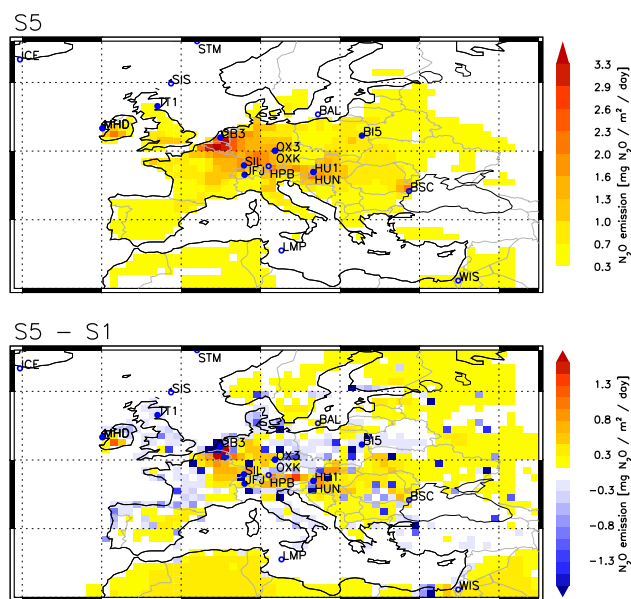 S5
ICE
STM
SIS
TT1
MHD
BAL
BI5
OX3
OXK
SIL
JFJ
HPB
HU1
HUN
BSC
LMP
WIS
3.3
2.9
2.6
2.3
2.0
1.6
1.3
1.0
0.7
0.3
N₂O emission [mg N₂O / m² / day]
S5 - S1
ICE
STM
SIS
TT1
MHD
BAL
BI5
OX3
OXK
SIL
JFJ
HPB
HU1
HUN
BSC
LMP
WIS
1.3
0.8
0.3
-0.3
-0.8
-1.3
N₂O emission [mg N₂O / m² / day]